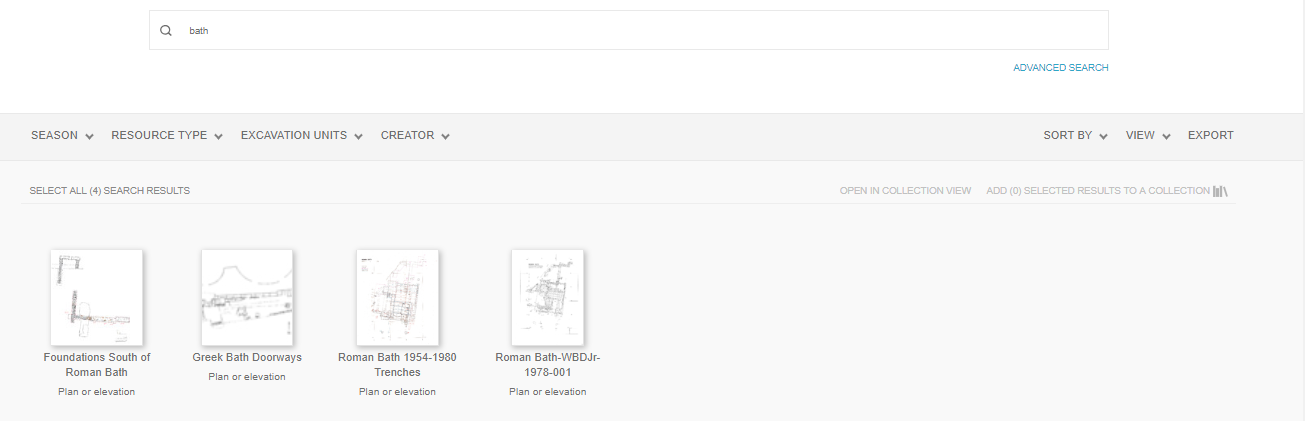 bath
ADVANCED SEARCH
SEASON RESOURCE TYPE EXCAVATION UNITS CREATOR SORT BY VIEW EXPORT
SELECT ALL (4) SEARCH RESULTS OPEN IN COLLECTION VIEW ADD (0) SELECTED RESULTS TO A COLLECTION
Foundations South of
Roman Bath
Plan or elevation
Greek Bath Doorways
Plan or elevation
Roman Bath 1954-1980
Trenches
Plan or elevation
Roman Bath-WBDJr-
1978-001
Plan or elevation